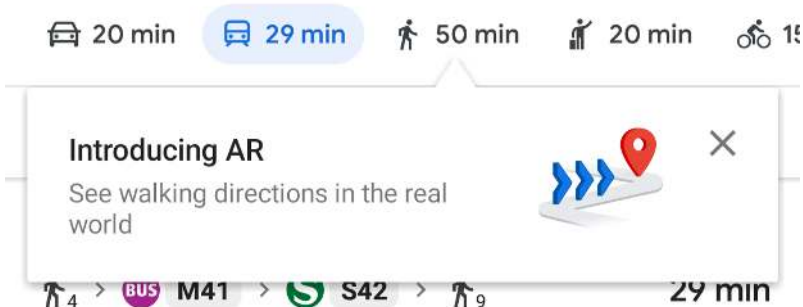 20 min 29 min 50 min 20 min 15
Introducing AR
See walking directions in the real
world
4 > BUS M41 > S S42 > 9 29 min